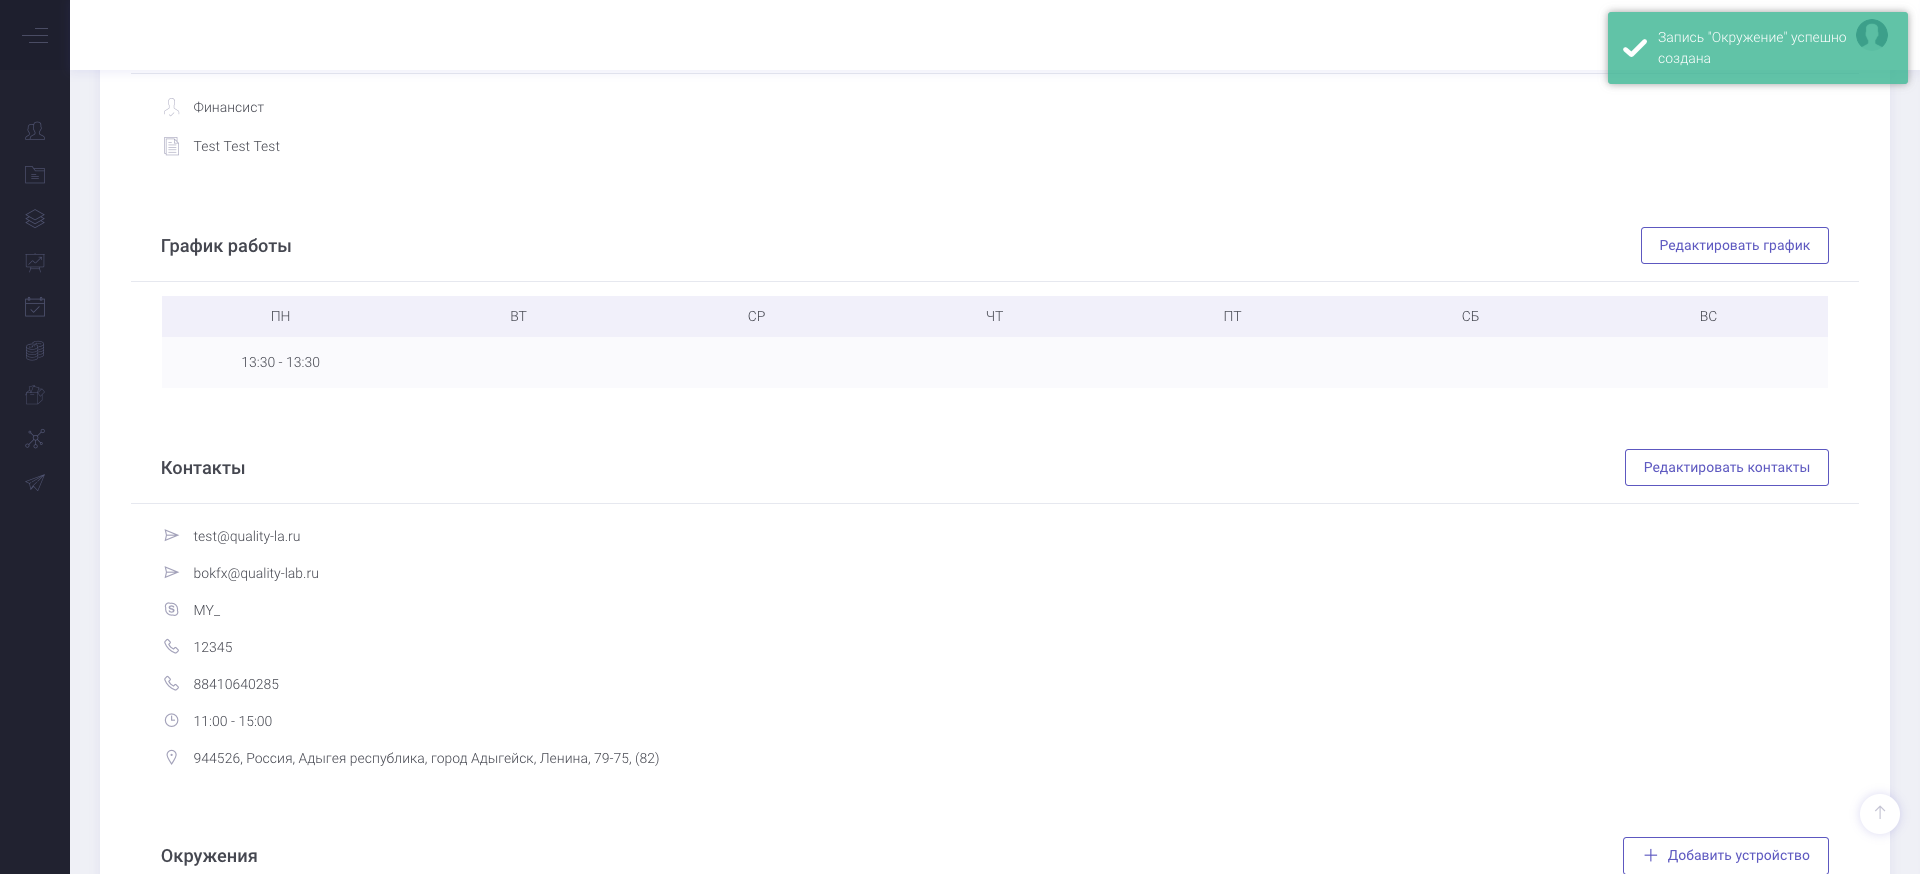 Запись "Окружение" успешно
создана
Финансист
Test Test Test
График работы
Редактировать график
ПН ВТ СР ЧТ ПТ СБ ВС
13:30 - 13:30
Контакты
Редактировать контакты
test@quality-la.ru
bokfx@quality-lab.ru
MY_
12345
88410640285
11:00 - 15:00
944526, Россия, Адыгея республика, город Адыгейск, Ленина, 79-75, (82)
Окружения
Добавить устройство